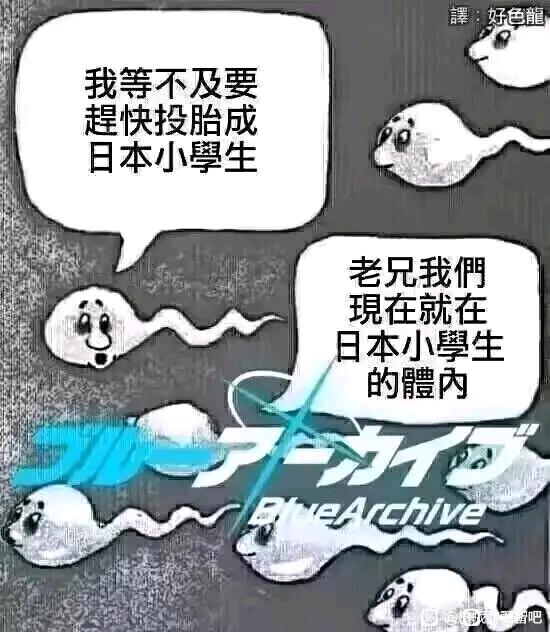 譯：好色龍
我等不及要
趕快投胎成
日本小學生
老兄我們
現在就在
日本小學生
的體內
ブルーアーカイブ
BlueArchive